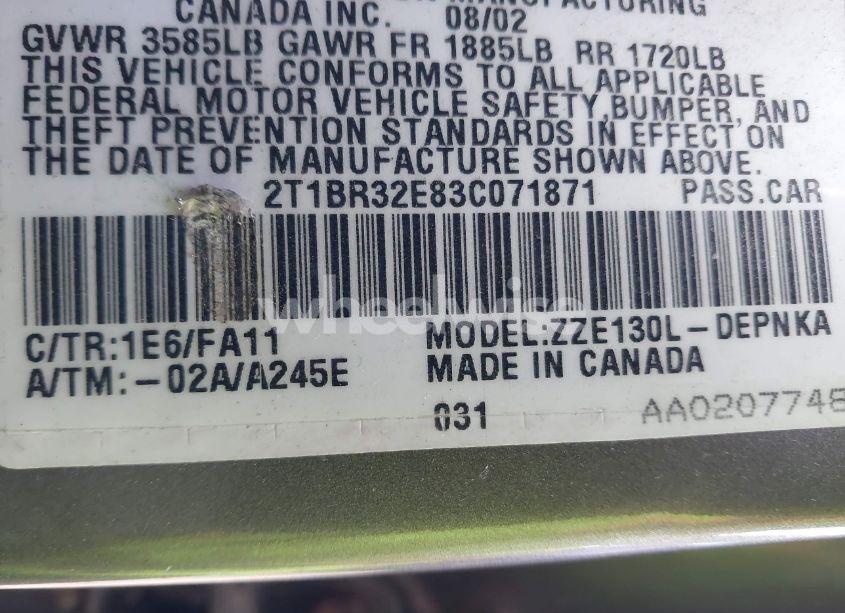 MANUFACTURING
CANADA INC. 08/02
GVWR 3585LB GAWR FR 1885LB RR 1720LB
THIS VEHICLE CONFORMS TO ALL APPLICABLE
FEDERAL MOTOR VEHICLE SAFETY,BUMPER, AND
THEFT PREVENTION STANDARDS IN EFFECT ON
THE DATE OF MANUFACTURE SHOWN ABOVE.
2T1BR32E83C071871 PASS.CAR
wheelwise
C/TR:1E6/FA11 MODEL:ZZE130L-DEPNKA
A/TM:-02A/A245E MADE IN CANADA
031 AA0207748